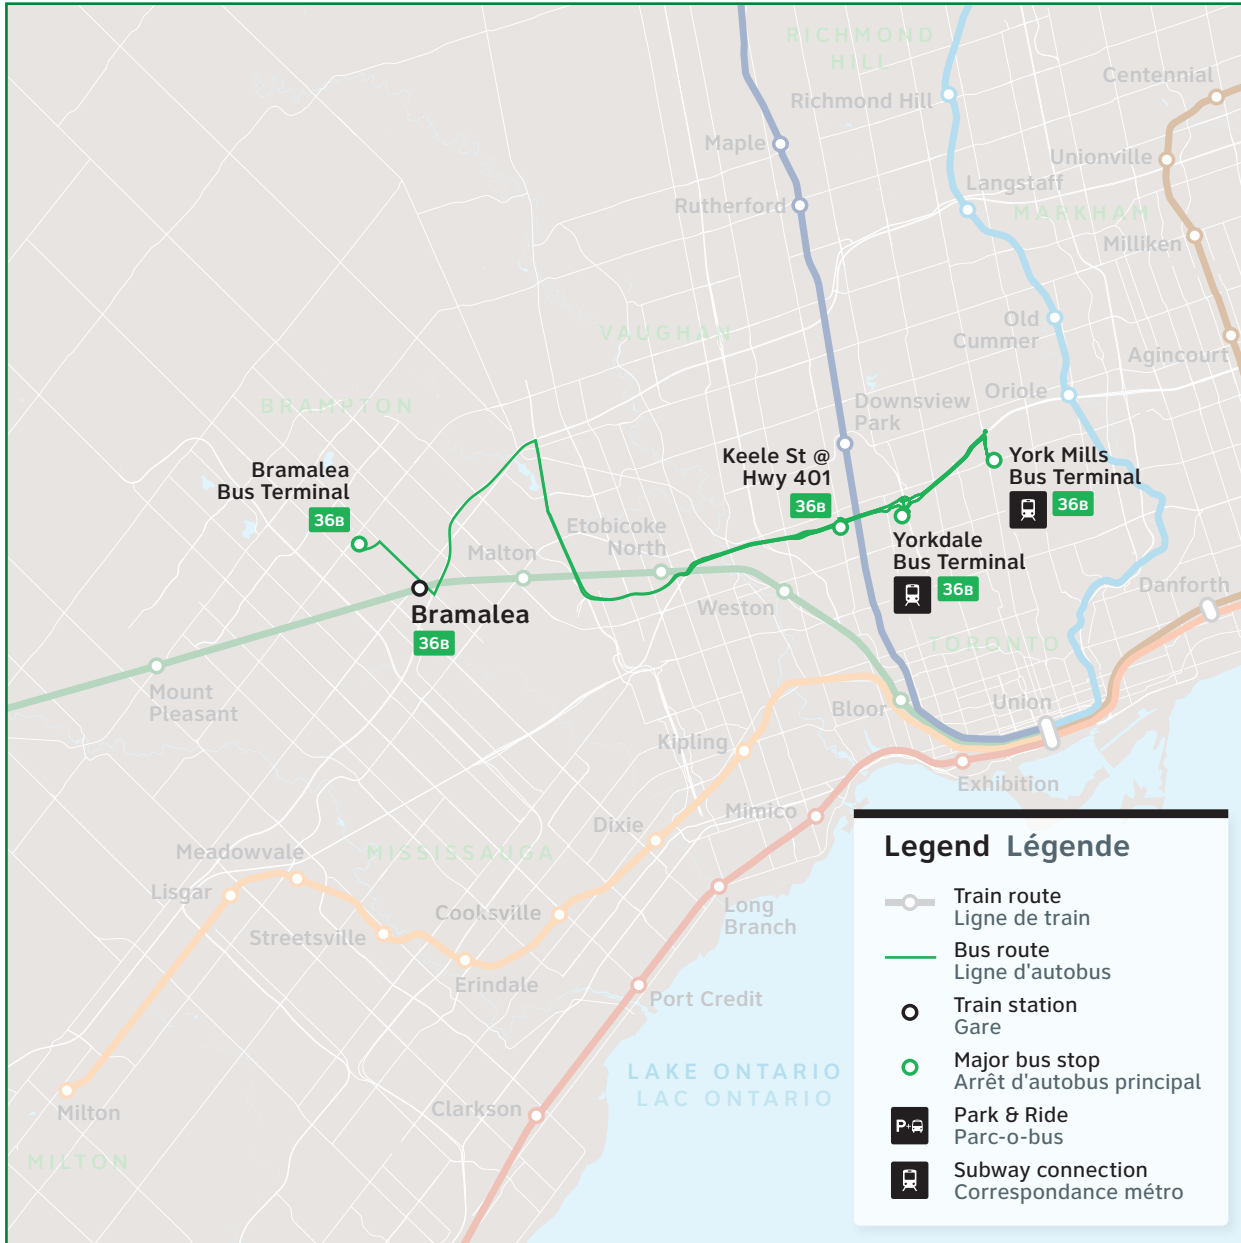 RICHMOND
HILL
Centennial
Richmond Hill
Maple
Unionville
Langstaff
Rutherford
MARKHAM
Milliken
Old
Cummer
VAUGHAN
Agincourt
Oriole
BRAMPTON
Downsview
Park
Bramalea
Bus Terminal
36B
Keele St @
Hwy 401
36B
York Mills
Bus Terminal
36B
Etobicoke
North
Malton
Yorkdale
Bus Terminal
36B
Weston
Danforth
Bramalea
36B
TORONTO
Mount
Pleasant
Bloor
Union
Kipling
Exhibition
Mimico
Dixie
Meadowvale
MISSISSAUGA
Lisgar
Cooksville
Long
Branch
Streetsville
Erindale
Port Credit
LAKE ONTARIO
LAC ONTARIO
Clarkson
Milton
MILTON
Legend Légende
Train route
Ligne de train
Bus route
Ligne d'autobus
Train station
Gare
Major bus stop
Arrêt d'autobus principal
P+
Park & Ride
Parc-o-bus
Subway connection
Correspondance métro